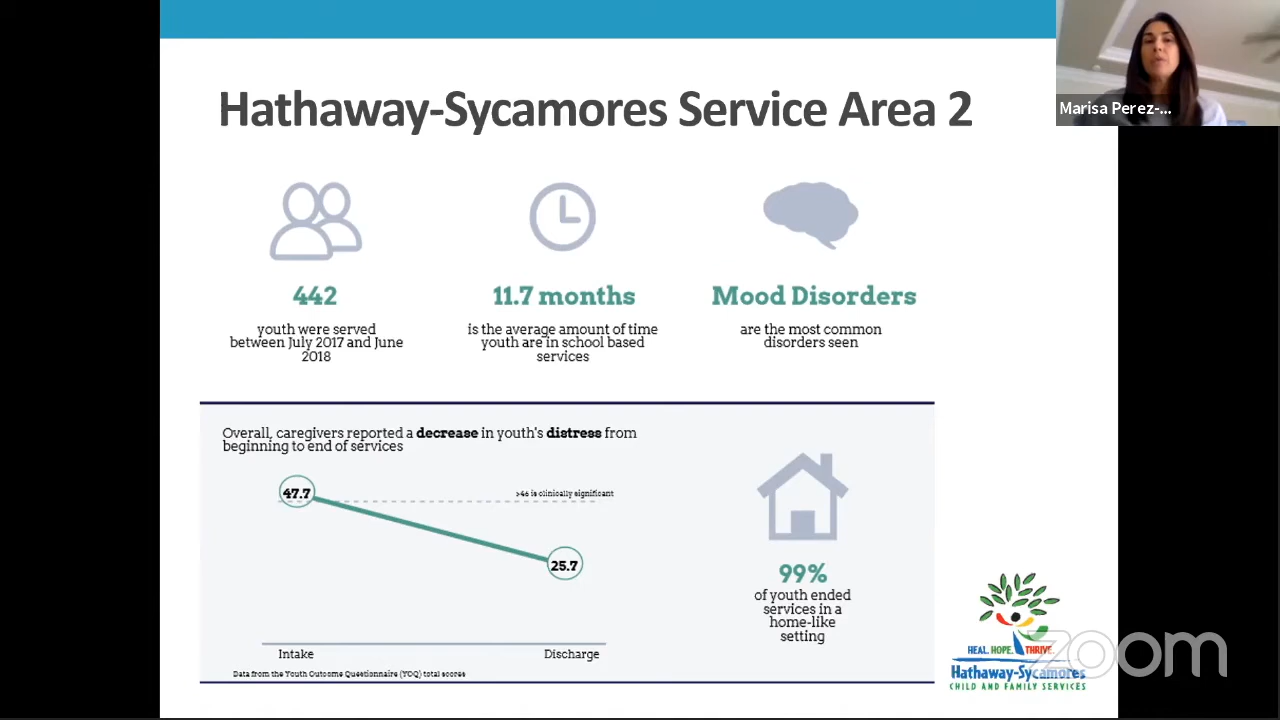 Hathaway-Sycamores Service Area 2
Marisa Perez-...
442
youth were served
between July 2017 and June
2018
11.7 months
is the average amount of time
youth are in school based
services
Mood Disorders
are the most common
disorders seen
Overall, caregivers reported a decrease in youth's distress from
beginning to end of services
47.7
>46 is clinically significant
25.7
Intake
Discharge
Data from the Youth Outcome Questionnaire (YOQ) total scores
99%
of youth ended
services in a
home-like
setting
HEAL. HOPE. THRIVE.
Hathaway-Sycamores
CHILD AND FAMILY SERVICES
zoom